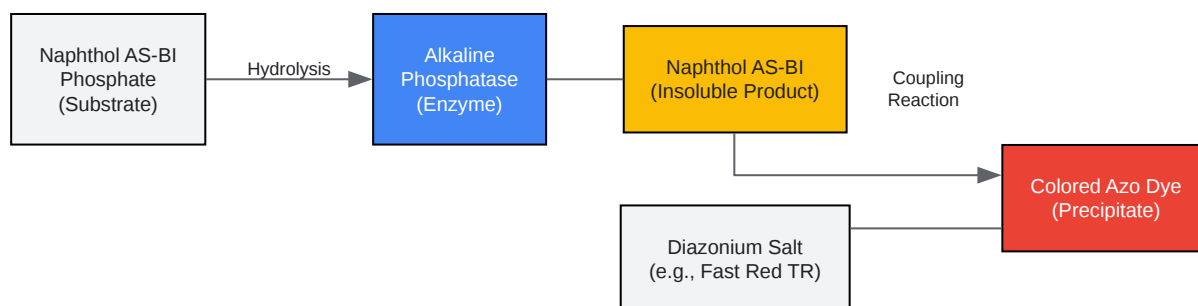 Naphthol AS-BI
Phosphate
(Substrate)
Hydrolysis
Alkaline
Phosphatase
(Enzyme)
Naphthol AS-BI
(Insoluble Product)
Coupling
Reaction
Colored Azo Dye
(Precipitate)
Diazonium Salt
(e.g., Fast Red TR)